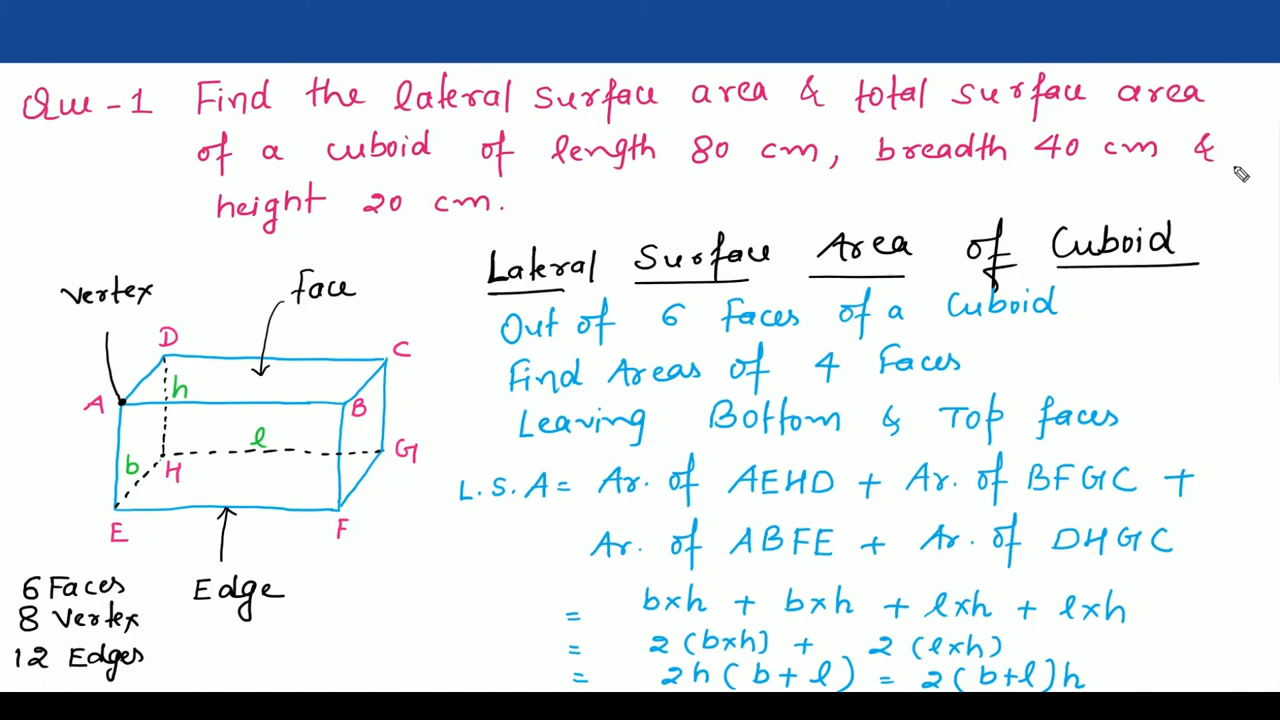 Que-1 Find the lateral surface area & total surface area
of a cuboid of length 80 cm, breadth 40 cm &
height 20 cm.
Lateral Surface Area of Cuboid
Vertex
face
Out of 6 Faces of a Cuboid
Find Areas of 4 Faces
Leaving Bottom & Top faces
D
C
h
A
B
l
G
b
H
E
F
L.S.A = Ar. of AEHD + Ar. of BFGC +
Ar. of ABFE + Ar. of DHGC
Edge
6 Faces
8 Vertex
12 Edges
= b×h + b×h + l×h + l×h
= 2(b×h) + 2(l×h)
= 2h(b+l) = 2(b+l)h